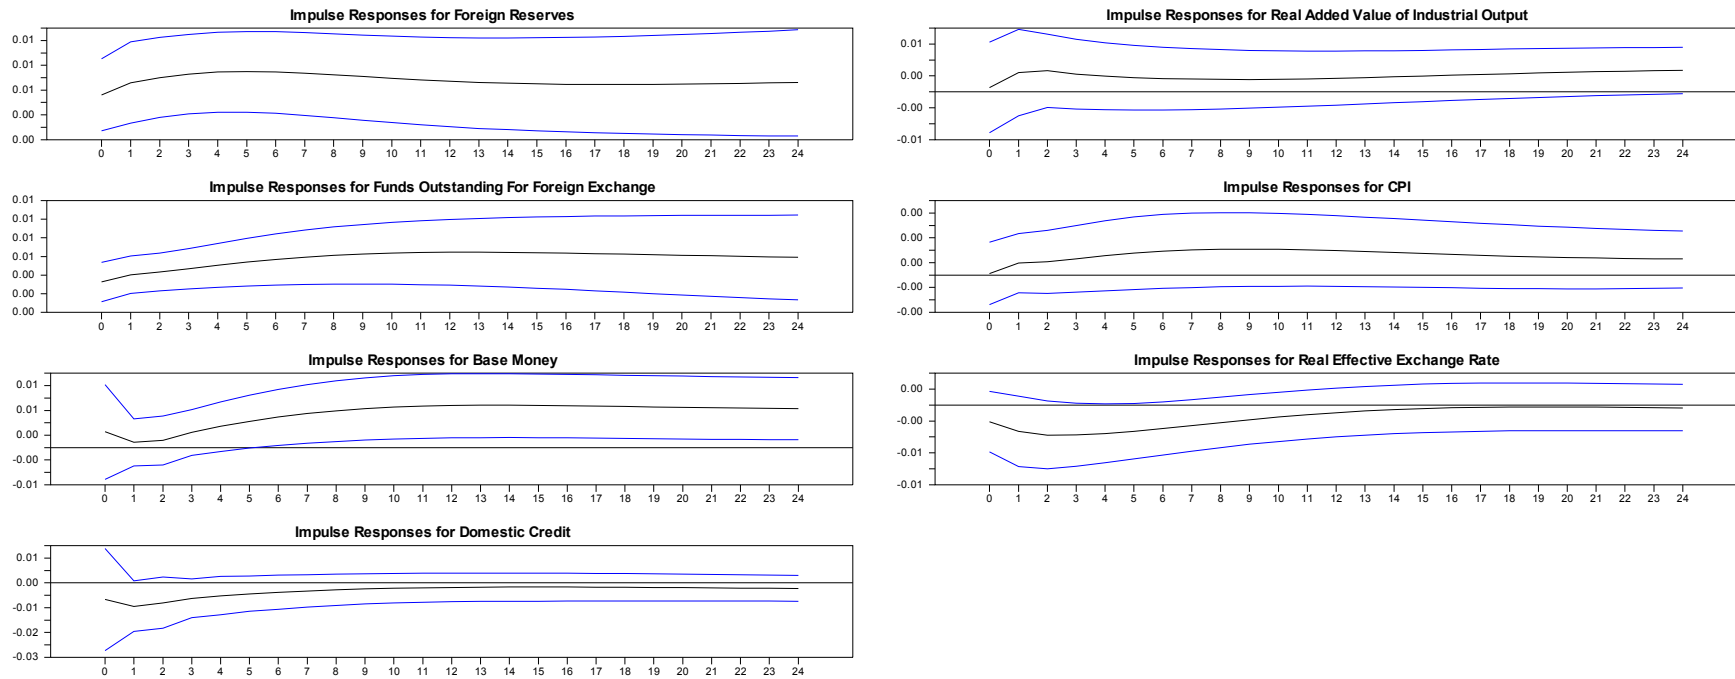 Impulse Responses for Foreign Reserves
0.01
0.01
0.01
0.00
0.00
0 1 2 3 4 5 6 7 8 9 10 11 12 13 14 15 16 17 18 19 20 21 22 23 24
Impulse Responses for Funds Outstanding For Foreign Exchange
0.01
0.01
0.01
0.01
0.00
0.00
0.00
0 1 2 3 4 5 6 7 8 9 10 11 12 13 14 15 16 17 18 19 20 21 22 23 24
Impulse Responses for Base Money
0.01
0.01
0.00
-0.00
-0.01
0 1 2 3 4 5 6 7 8 9 10 11 12 13 14 15 16 17 18 19 20 21 22 23 24
Impulse Responses for Domestic Credit
0.01
0.00
-0.01
-0.02
-0.03
0 1 2 3 4 5 6 7 8 9 10 11 12 13 14 15 16 17 18 19 20 21 22 23 24
Impulse Responses for Real Added Value of Industrial Output
0.01
0.00
-0.00
-0.01
0 1 2 3 4 5 6 7 8 9 10 11 12 13 14 15 16 17 18 19 20 21 22 23 24
Impulse Responses for CPI
0.00
0.00
0.00
-0.00
-0.00
0 1 2 3 4 5 6 7 8 9 10 11 12 13 14 15 16 17 18 19 20 21 22 23 24
Impulse Responses for Real Effective Exchange Rate
0.00
-0.00
-0.01
-0.01
0 1 2 3 4 5 6 7 8 9 10 11 12 13 14 15 16 17 18 19 20 21 22 23 24